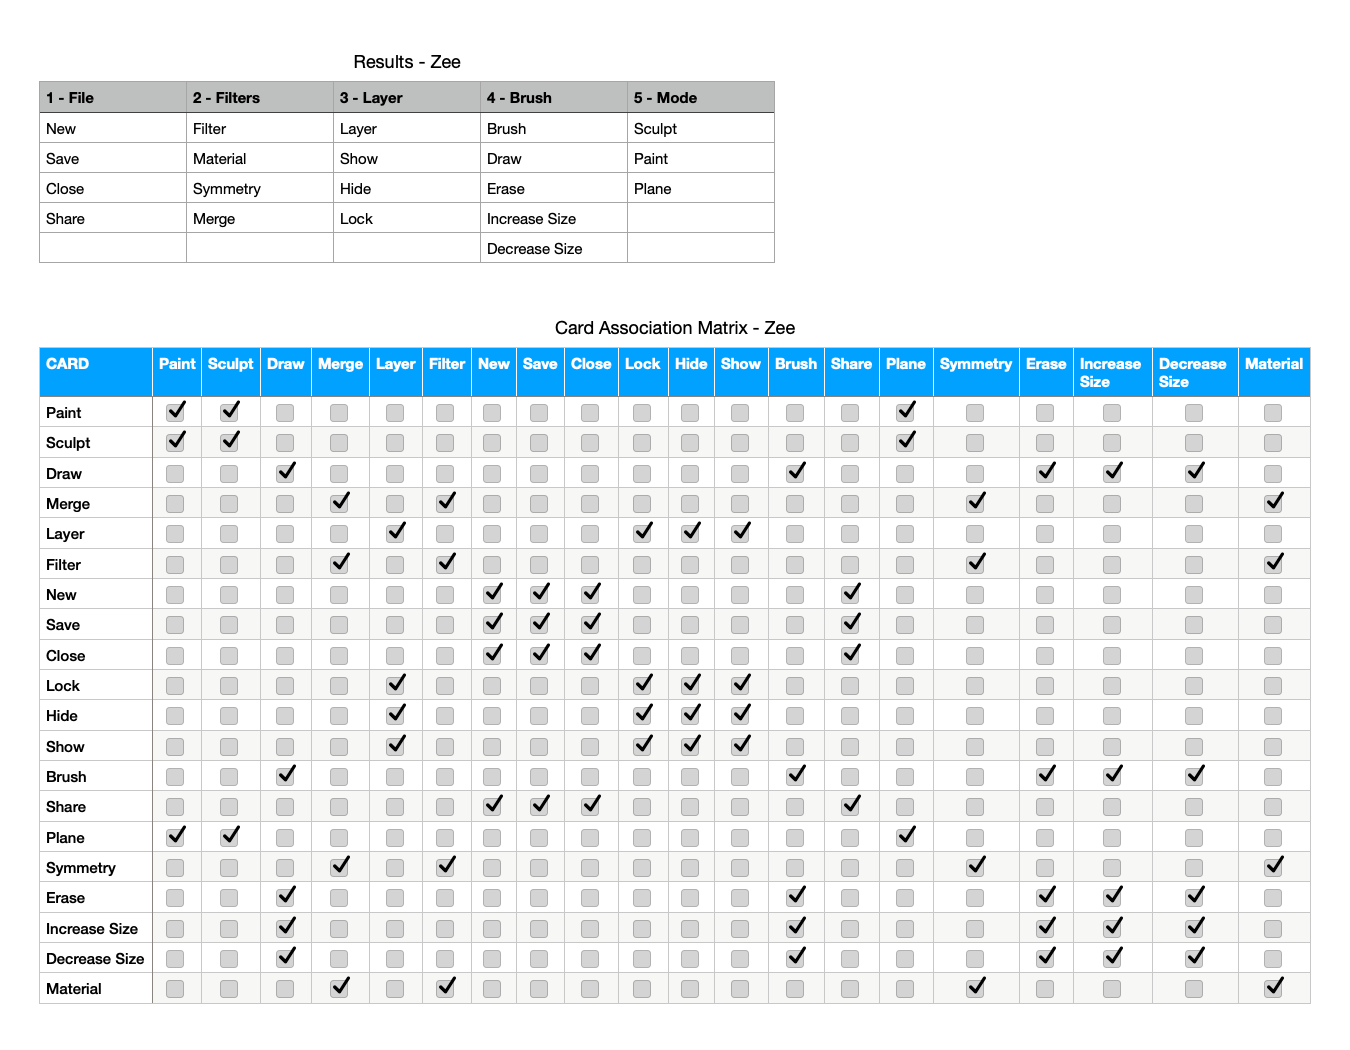 Results - Zee
1 - File 2 - Filters 3 - Layer 4 - Brush 5 - Mode
New Filter Layer Brush Sculpt
Save Material Show Draw Paint
Close Symmetry Hide Erase Plane
Share Merge Lock Increase Size
Decrease Size
Card Association Matrix - Zee
CARD Paint Sculpt Draw Merge Layer Filter New Save Close Lock Hide Show Brush Share Plane Symmetry Erase Increase Size Decrease Size Material
Paint
Sculpt
Draw
Merge
Layer
Filter
New
Save
Close
Lock
Hide
Show
Brush
Share
Plane
Symmetry
Erase
Increase Size
Decrease Size
Material